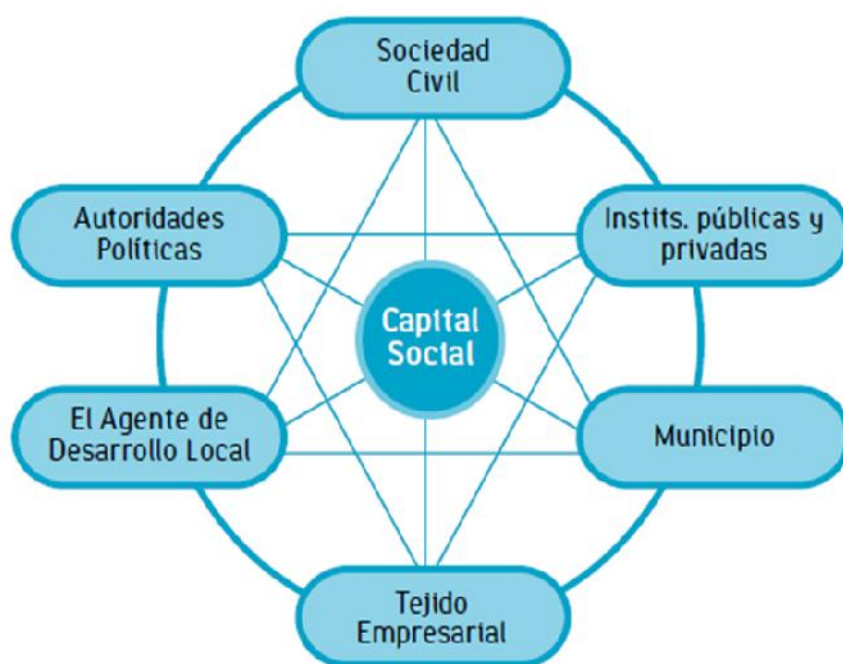 Sociedad
Civil
Autoridades
Políticas
Instits. públicas y
privadas
Capital
Social
El Agente de
Desarrollo Local
Municipio
Tejido
Empresarial